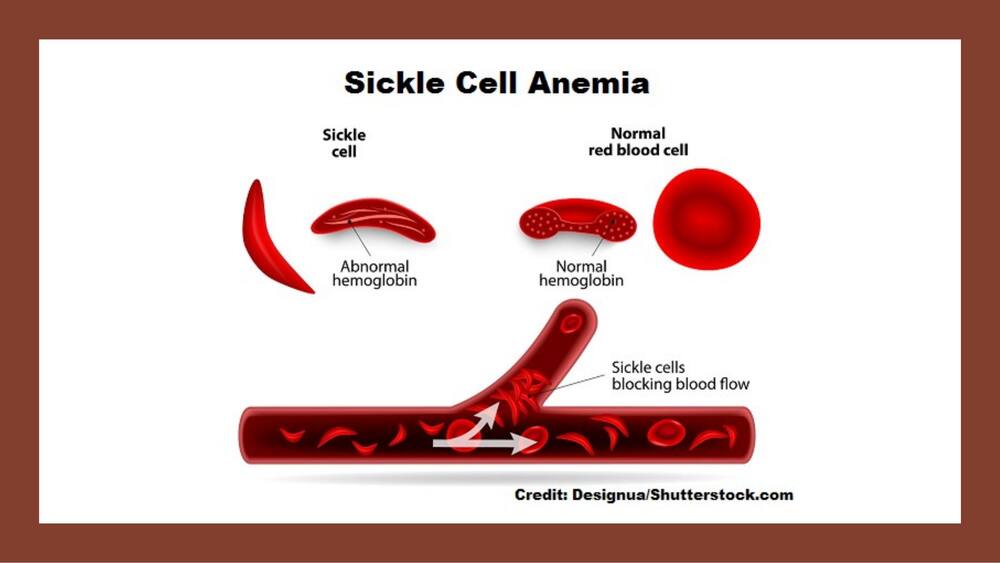 Sickle Cell Anemia
Sickle
cell
Normal
red blood cell
Abnormal
hemoglobin
Normal
hemoglobin
Sickle cells
blocking blood flow
Credit: Designua/Shutterstock.com